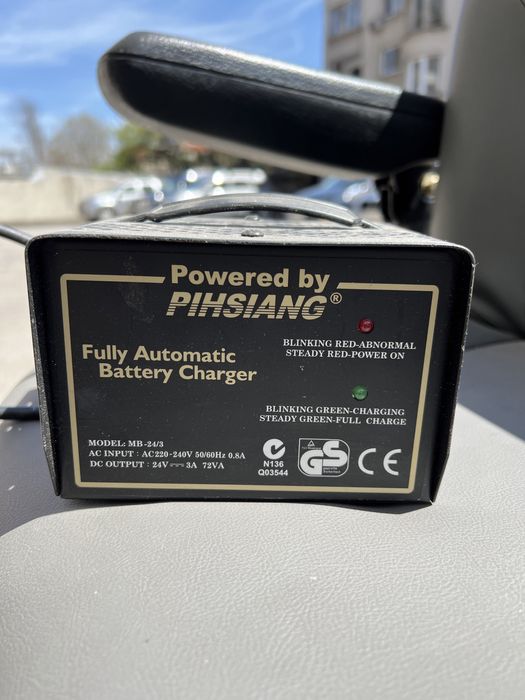 Powered by
PIHSIANG®
Fully Automatic
Battery Charger
BLINKING RED-ABNORMAL
STEADY RED-POWER ON
BLINKING GREEN-CHARGING
STEADY GREEN-FULL CHARGE
MODEL: MB-24/3
AC INPUT : AC220-240V 50/60Hz 0.8A
DC OUTPUT : 24V⎓3A 72VA
N136
Q03544
GS
CE